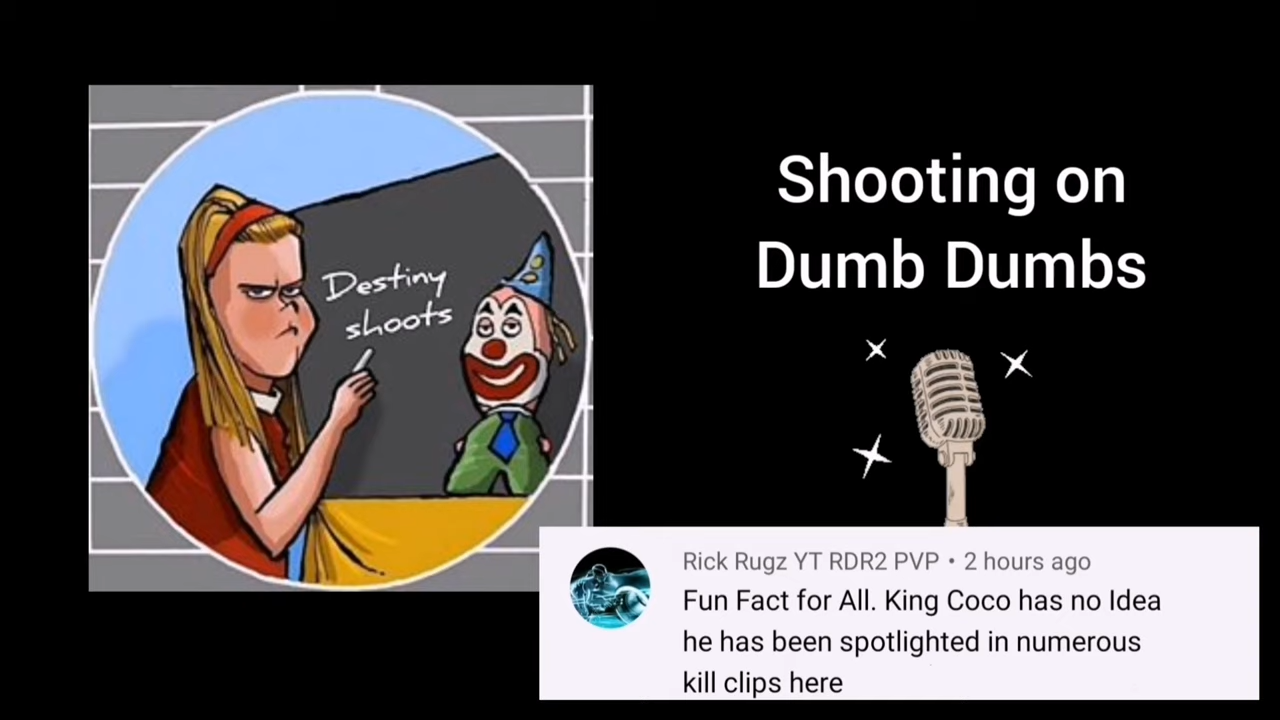 Destiny
shoots
Shooting on
Dumb Dumbs
Rick Rugz YT RDR2 PVP • 2 hours ago
Fun Fact for All. King Coco has no Idea
he has been spotlighted in numerous
kill clips here